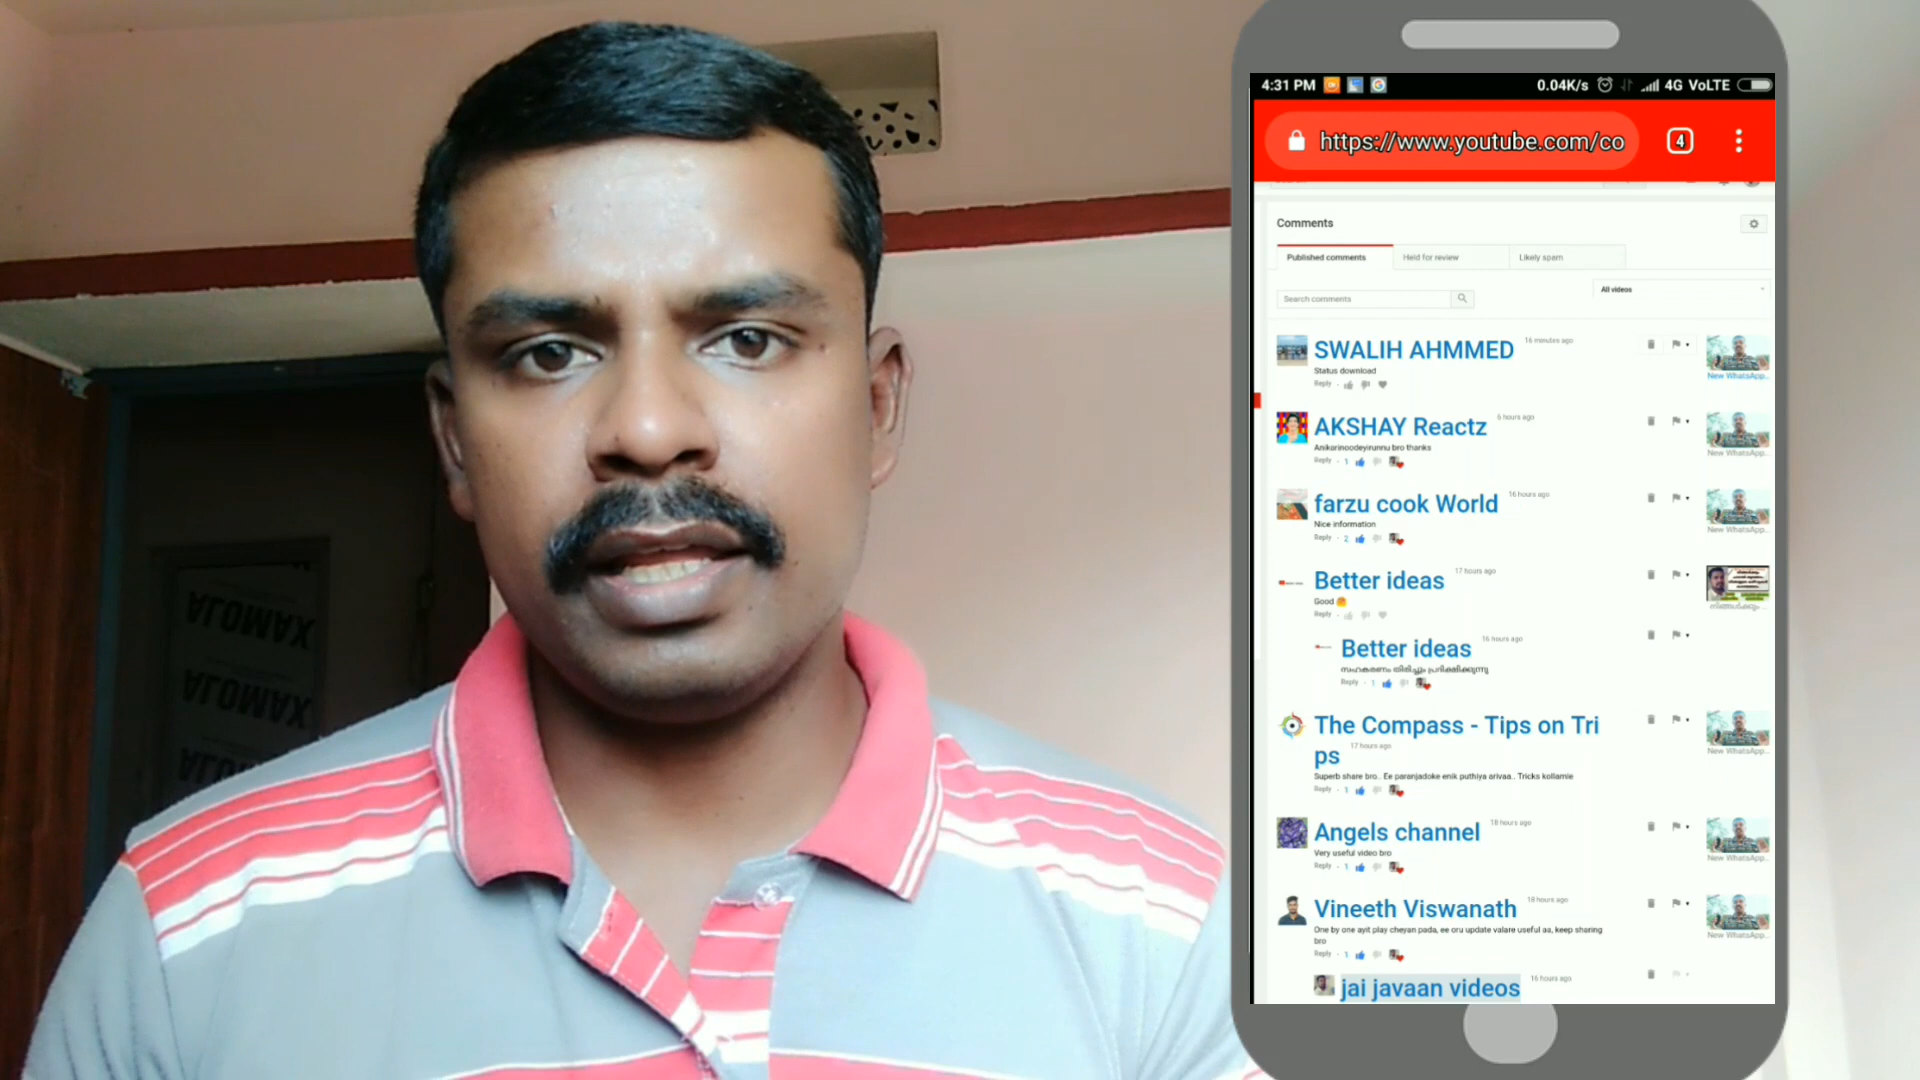 ALOMAX
ALOMAX
4:31 PM
0.04K/s
4G VoLTE
https://www.youtube.com/co
4
Comments
Published comments
Held for review
Likely spam
Search comments
All videos
SWALIH AHMMED 16 minutes ago
Status download
Reply
New WhatsApp...
AKSHAY Reactz 6 hours ago
Anikarinoodeyirunnu bro thanks
Reply 1
New WhatsApp...
farzu cook World 16 hours ago
Nice information
Reply 2
New WhatsApp...
Better ideas 17 hours ago
Good
Reply
നിങ്ങൾക്കും ...
Better ideas 16 hours ago
സഹകരണം തിരിച്ചും പ്രതീക്ഷിക്കുന്നു
Reply 1
The Compass - Tips on Tri
ps 17 hours ago
Superb share bro.. Ee paranjadoke enik puthiya arivaa.. Tricks kollamie
Reply 1
New WhatsApp...
Angels channel 18 hours ago
Very useful video bro
Reply 1
New WhatsApp...
Vineeth Viswanath 18 hours ago
One by one ayit play cheyan pada, ee oru update valare useful aa, keep sharing
bro
Reply 1
New WhatsApp...
jai javaan videos 16 hours ago